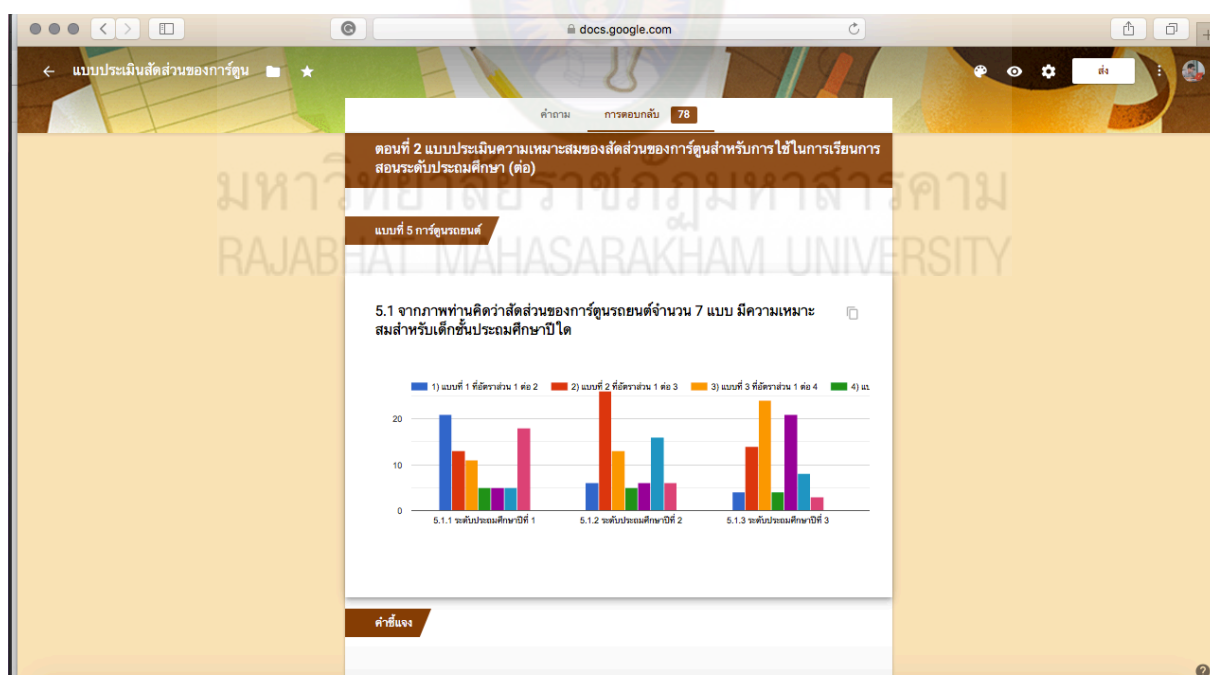 docs.google.com
แบบประเมินสัดส่วนของการ์ตูน
ส่ง
คำถาม
การตอบกลับ 78
ตอนที่ 2 แบบประเมินความเหมาะสมของสัดส่วนของการ์ตูนสำหรับการใช้ในการเรียนการ
สอนระดับประถมศึกษา (ต่อ)
มหาวิทยาลัยราชภัฏมหาสารคาม
แบบที่ 5 การ์ตูนรถยนต์
RAJABHAT MAHASARAKHAM UNIVERSITY
5.1 จากภาพท่านคิดว่าสัดส่วนของการ์ตูนรถยนต์จำนวน 7 แบบ มีความเหมาะ
สมสำหรับเด็กชั้นประถมศึกษาปีใด
1) แบบที่ 1 ที่อัตราส่วน 1 ต่อ 2 2) แบบที่ 2 ที่อัตราส่วน 1 ต่อ 3 3) แบบที่ 3 ที่อัตราส่วน 1 ต่อ 4 4) แบ
20
10
0
5.1.1 ระดับประถมศึกษาปีที่ 1 5.1.2 ระดับประถมศึกษาปีที่ 2 5.1.3 ระดับประถมศึกษาปีที่ 3
คำชี้แจง